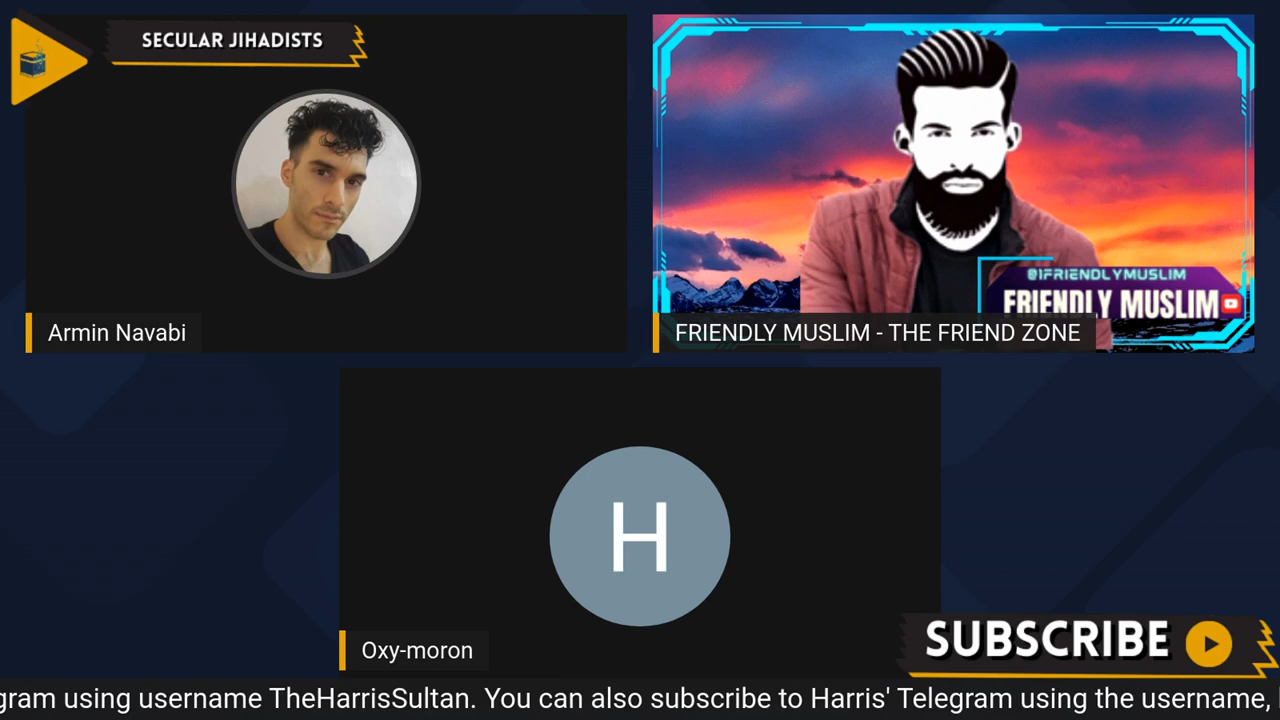 SECULAR JIHADISTS
Armin Navabi
@1FRIENDLYMUSLIM
FRIENDLY MUSLIM
FRIENDLY MUSLIM - THE FRIEND ZONE
H
Oxy-moron
SUBSCRIBE
gram using username TheHarrisSultan. You can also subscribe to Harris' Telegram using the username,